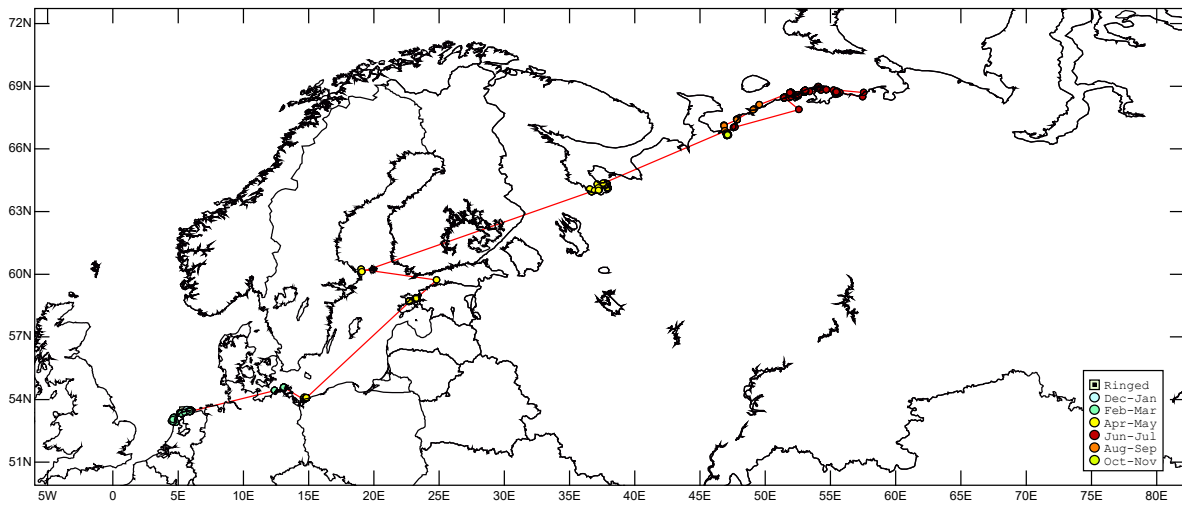 72N
69N
66N
63N
60N
57N
54N
51N
5W 0 5E 10E 15E 20E 25E 30E 35E 40E 45E 50E 55E 60E 65E 70E 75E 80E
Ringed
Dec-Jan
Feb-Mar
Apr-May
Jun-Jul
Aug-Sep
Oct-Nov